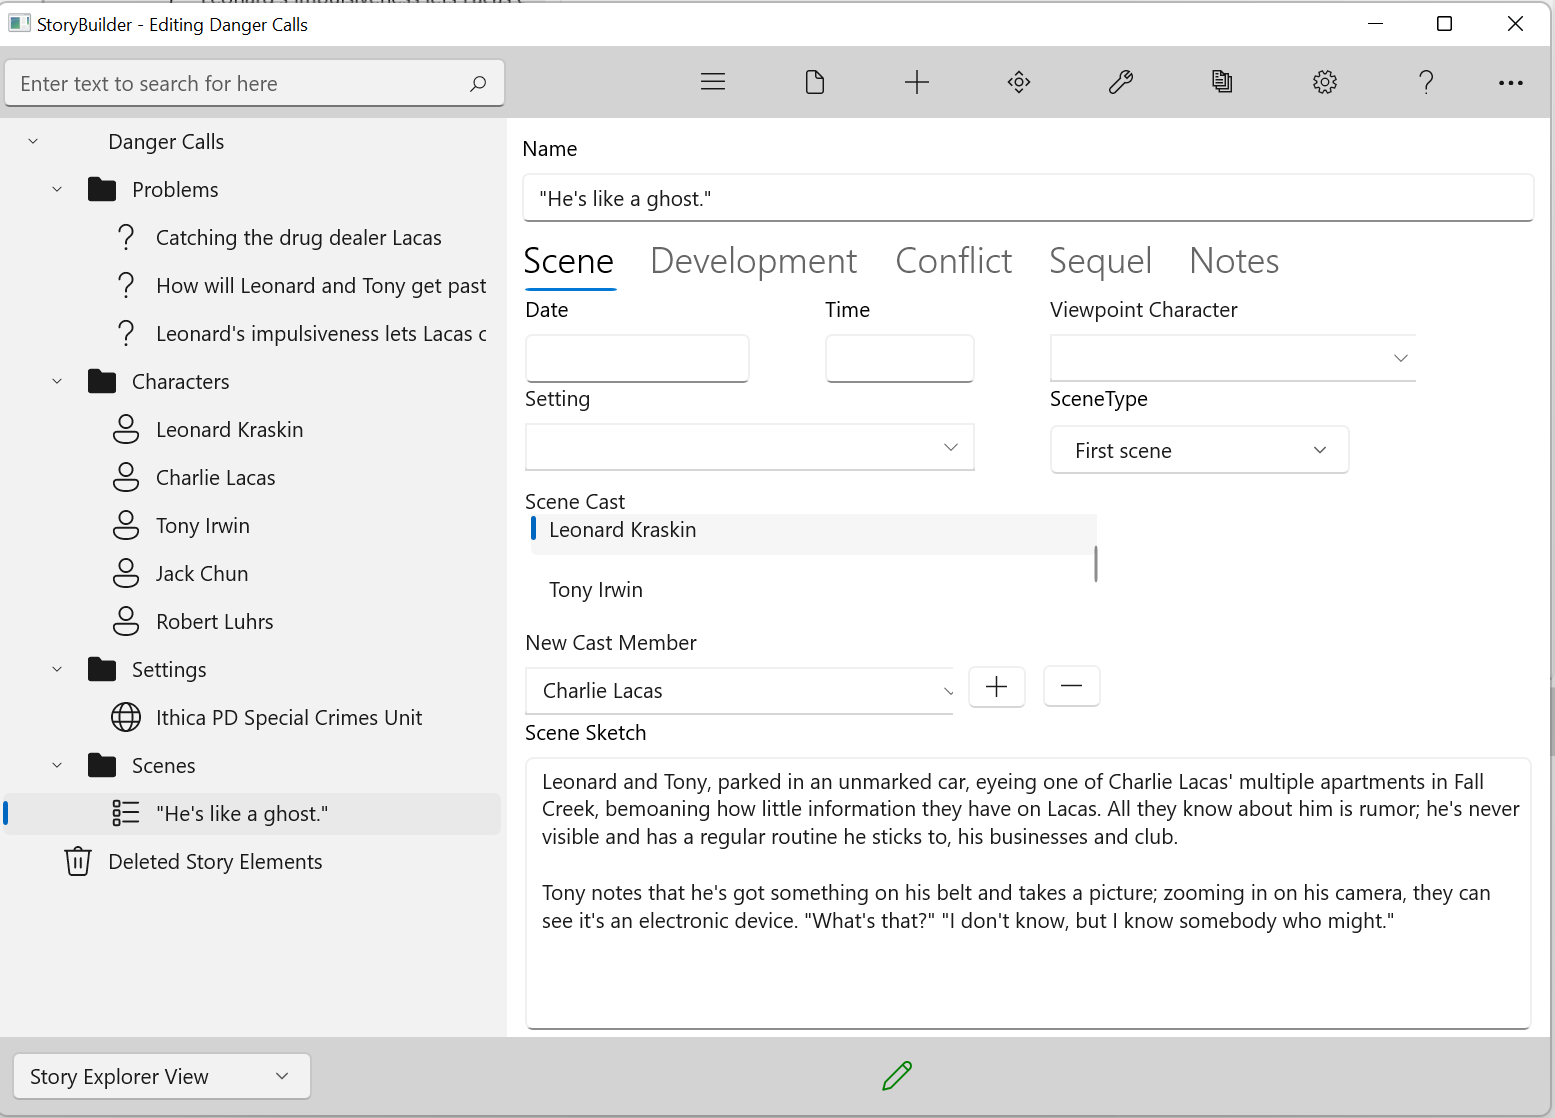 StoryBuilder - Editing Danger Calls
Enter text to search for here
Danger Calls
Problems
Catching the drug dealer Lacas
How will Leonard and Tony get past
Leonard's impulsiveness lets Lacas c
Characters
Leonard Kraskin
Charlie Lacas
Tony Irwin
Jack Chun
Robert Luhrs
Settings
Ithica PD Special Crimes Unit
Scenes
"He's like a ghost."
Deleted Story Elements
Name
"He's like a ghost."
Scene Development Conflict Sequel Notes
Date Time Viewpoint Character
Setting SceneType
First scene
Scene Cast
Leonard Kraskin
Tony Irwin
New Cast Member
Charlie Lacas
Scene Sketch
Leonard and Tony, parked in an unmarked car, eyeing one of Charlie Lacas' multiple apartments in Fall
Creek, bemoaning how little information they have on Lacas. All they know about him is rumor; he's never
visible and has a regular routine he sticks to, his businesses and club.
Tony notes that he's got something on his belt and takes a picture; zooming in on his camera, they can
see it's an electronic device. "What's that?" "I don't know, but I know somebody who might."
Story Explorer View